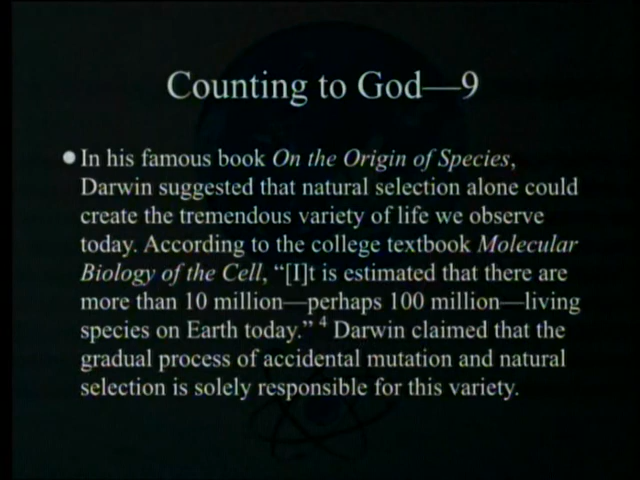 Counting to God—9
In his famous book On the Origin of Species,
Darwin suggested that natural selection alone could
create the tremendous variety of life we observe
today. According to the college textbook Molecular
Biology of the Cell, “[I]t is estimated that there are
more than 10 million—perhaps 100 million—living
species on Earth today.” 4 Darwin claimed that the
gradual process of accidental mutation and natural
selection is solely responsible for this variety.